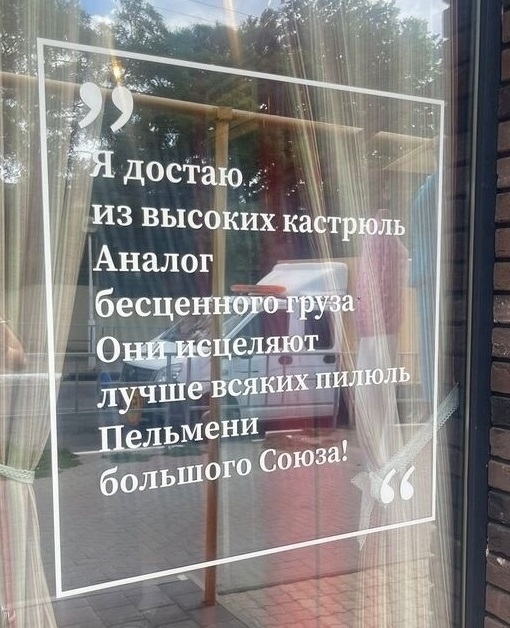 ”
Я достаю
из высоких кастрюль
Аналог
бесценного груза
Они исцеляют
лучше всяких пилюль
Пельмени
большого Союза!
“